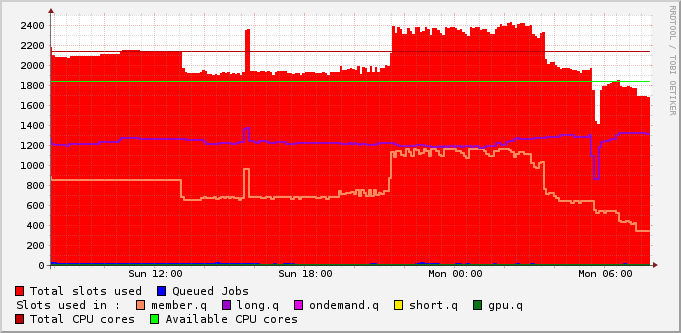 RRDTOOL / TOBI OETIKER
2400
2200
2000
1800
1600
1400
1200
1000
800
600
400
200
0
Sun 12:00 Sun 18:00 Mon 00:00 Mon 06:00
Total slots used Queued Jobs
Slots used in : member.q long.q ondemand.q short.q gpu.q
Total CPU cores Available CPU cores